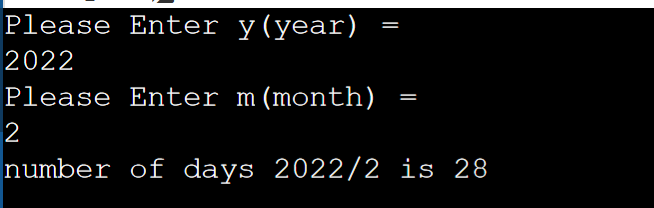 Please Enter y(year) =
2022
Please Enter m(month) =
2
number of days 2022/2 is 28